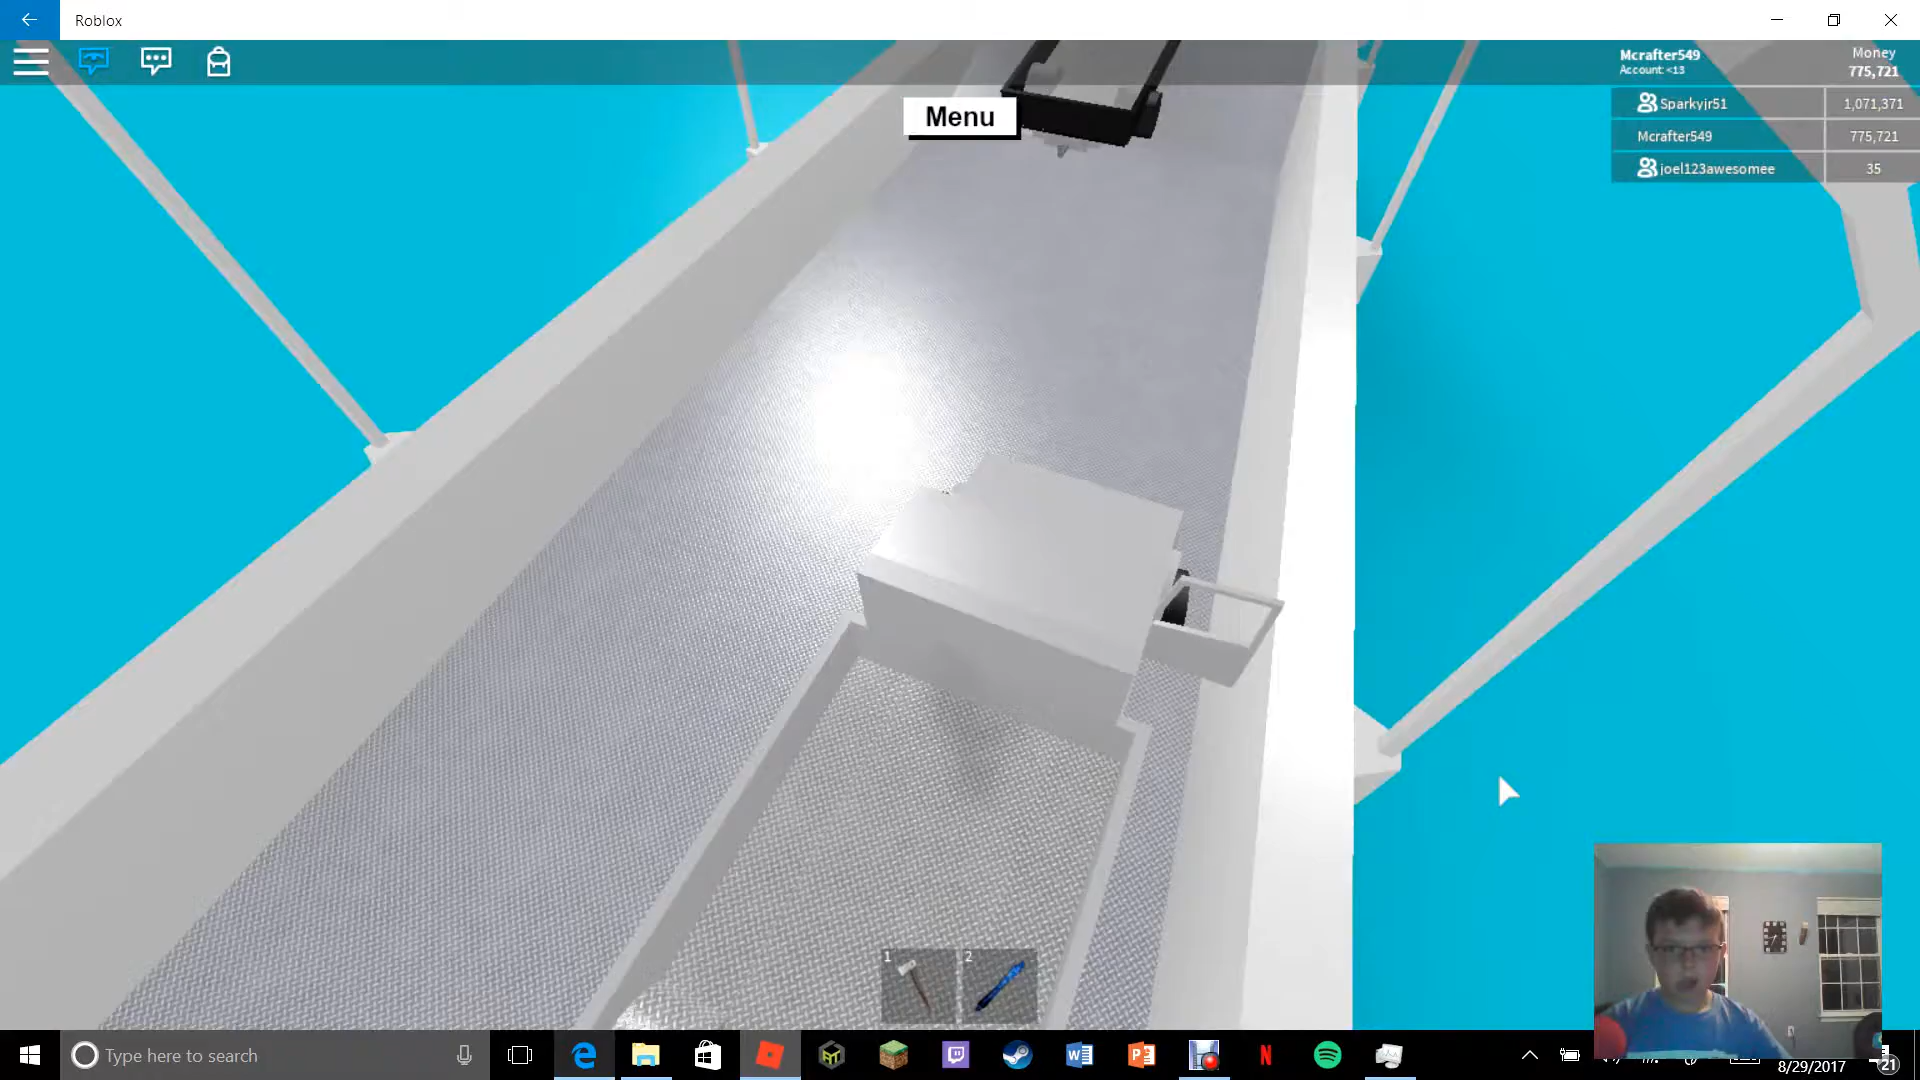 Roblox
Mcrafter549
Account: <13
Money
775,721
Menu
Sparkyjr51
1,071,371
Mcrafter549
775,721
joel123awesomee
35
1
2
Type here to search
8/29/2017
21